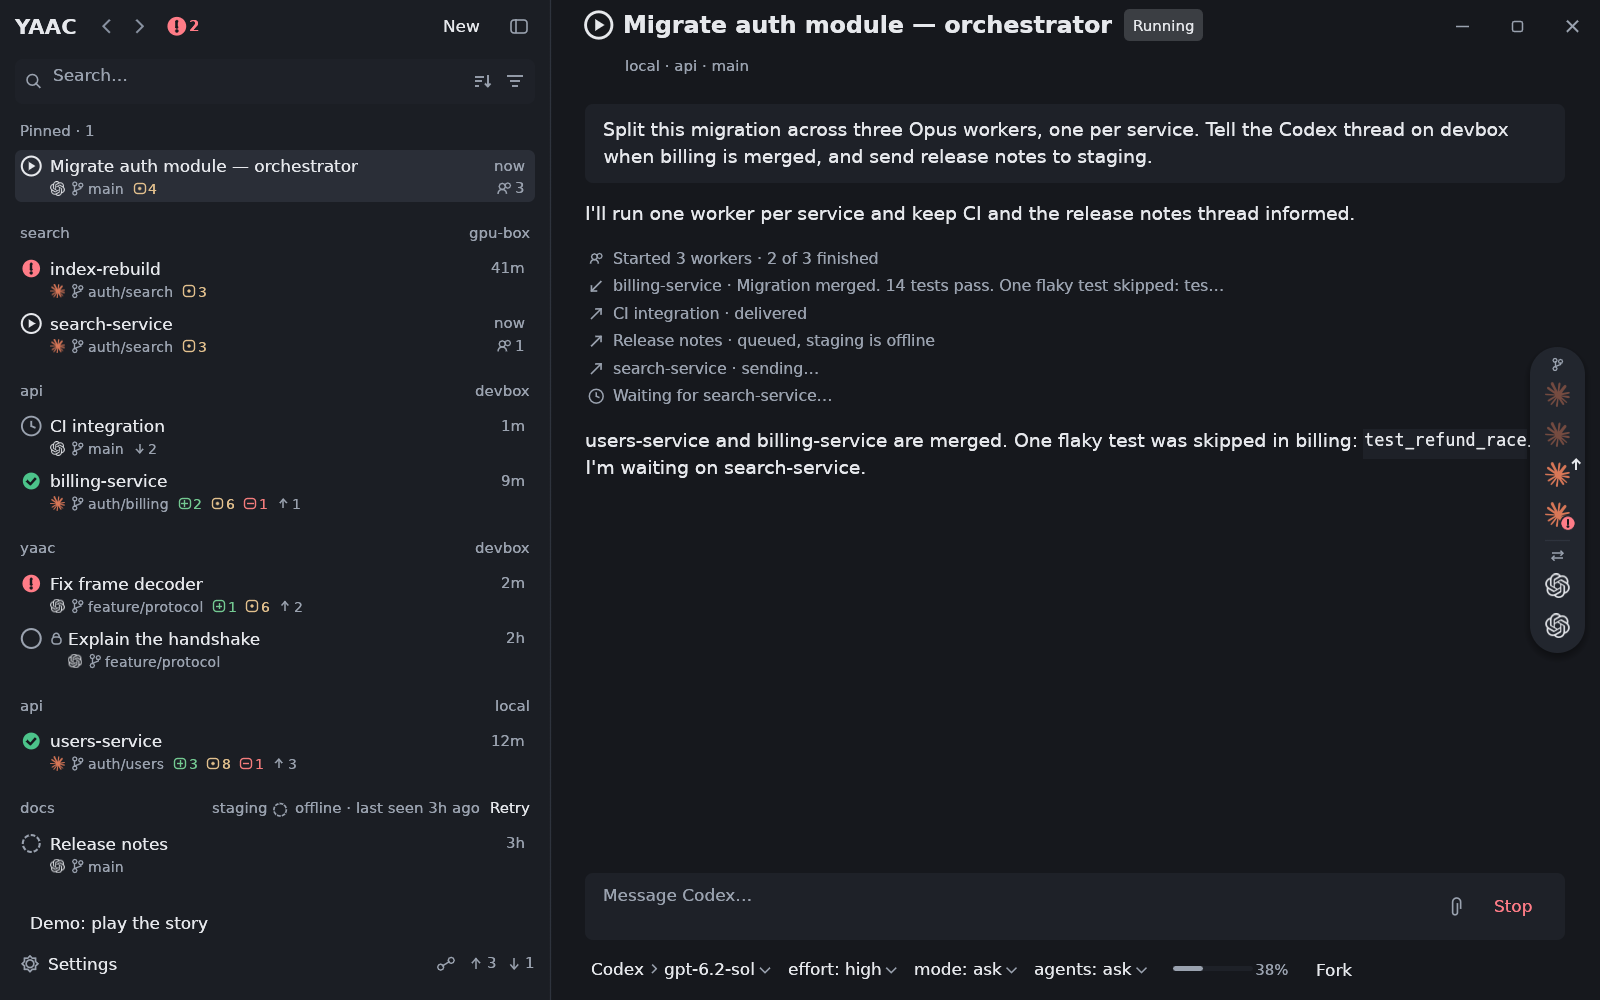 YAAC
2
New
Search...
Pinned · 1
Migrate auth module — orchestrator
now
main
4
3
search
gpu-box
index-rebuild
41m
auth/search
3
search-service
now
auth/search
3
1
api
devbox
CI integration
1m
main
2
billing-service
9m
auth/billing
2
6
1
1
yaac
devbox
Fix frame decoder
2m
feature/protocol
1
6
2
Explain the handshake
2h
feature/protocol
api
local
users-service
12m
auth/users
3
8
1
3
docs
staging offline · last seen 3h ago Retry
Release notes
3h
main
Demo: play the story
Settings
3
1
Migrate auth module — orchestrator
Running
local · api · main
Split this migration across three Opus workers, one per service. Tell the Codex thread on devbox
when billing is merged, and send release notes to staging.
I'll run one worker per service and keep CI and the release notes thread informed.
Started 3 workers · 2 of 3 finished
billing-service · Migration merged. 14 tests pass. One flaky test skipped: tes...
CI integration · delivered
Release notes · queued, staging is offline
search-service · sending...
Waiting for search-service...
users-service and billing-service are merged. One flaky test was skipped in billing: test_refund_race.
I'm waiting on search-service.
Message Codex...
Stop
Codex > gpt-6.2-sol
effort: high
mode: ask
agents: ask
38%
Fork